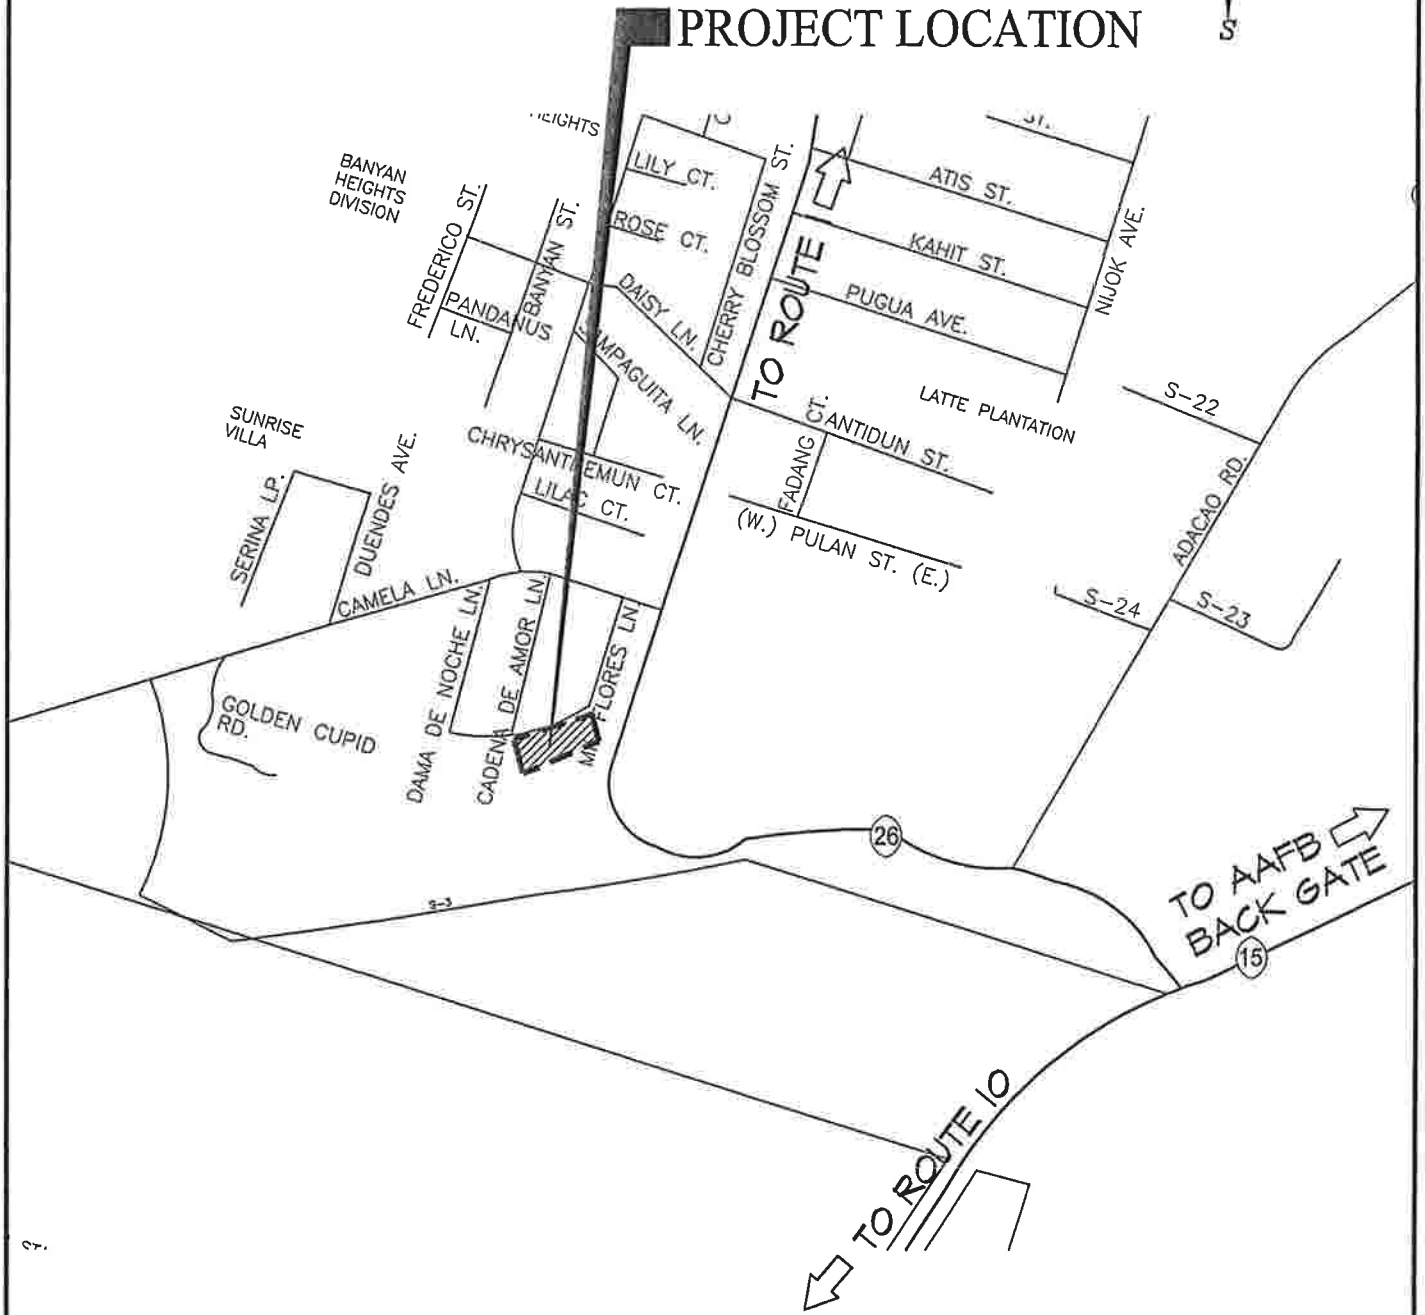 PROJECT LOCATION
S
HEIGHTS
ST.
BANYAN
HEIGHTS
DIVISION
FREDERICO ST.
BANYAN ST.
LILY CT.
ROSE CT.
CHERRY BLOSSOM ST.
ATIS ST.
KAHIT ST.
PUGUA AVE.
NIJOK AVE.
TO ROUTE 1
PANDANUS
LN.
DAISY LN.
MPAGUITA LN.
LATTE PLANTATION
S-22
SUNRISE
VILLA
SERINA LP.
DUENDES AVE.
CHRYSANTHEMUN CT.
LILAC CT.
FADANG CT.
ANTIDUN ST.
(W.) PULAN ST. (E.)
ADACAO RD.
CAMELA LN.
S-24
S-23
GOLDEN CUPID
RD.
DAMA DE NOCHE LN.
CADENA DE AMOR LN.
FLORES LN.
26
S-3
TO AAFB
BACK GATE
15
TO ROUTE 10